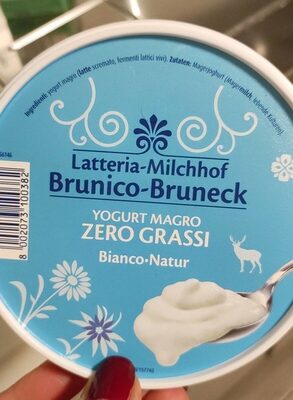 Ingredienti: yogurt magro (latte scremato, fermenti lattici vivi). Zutaten: Magerjoghurt (Magermilch, lebende Kulturen).
Latteria-Milchhof
Brunico-Bruneck
YOGURT MAGRO
ZERO GRASSI
Bianco•Natur
8 002073 100382